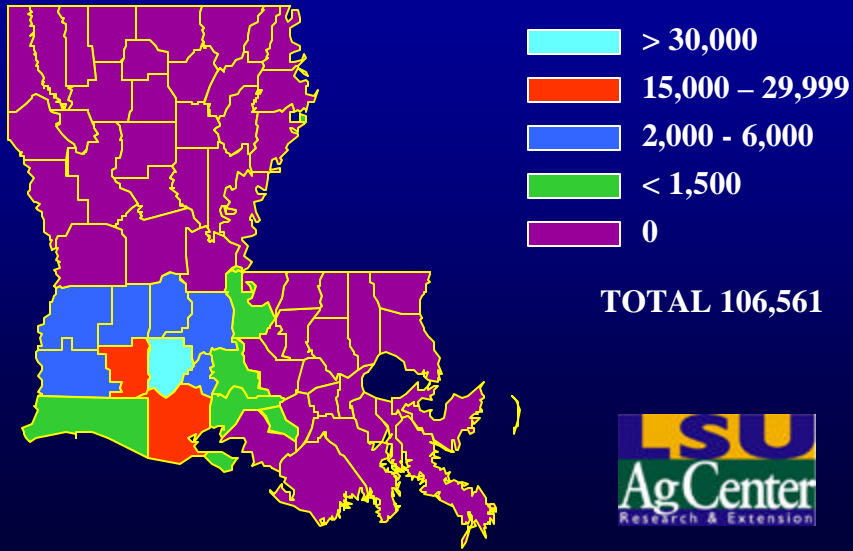 > 30,000
15,000 – 29,999
2,000 - 6,000
< 1,500
0
TOTAL 106,561
LSU
AgCenter
Research & Extension